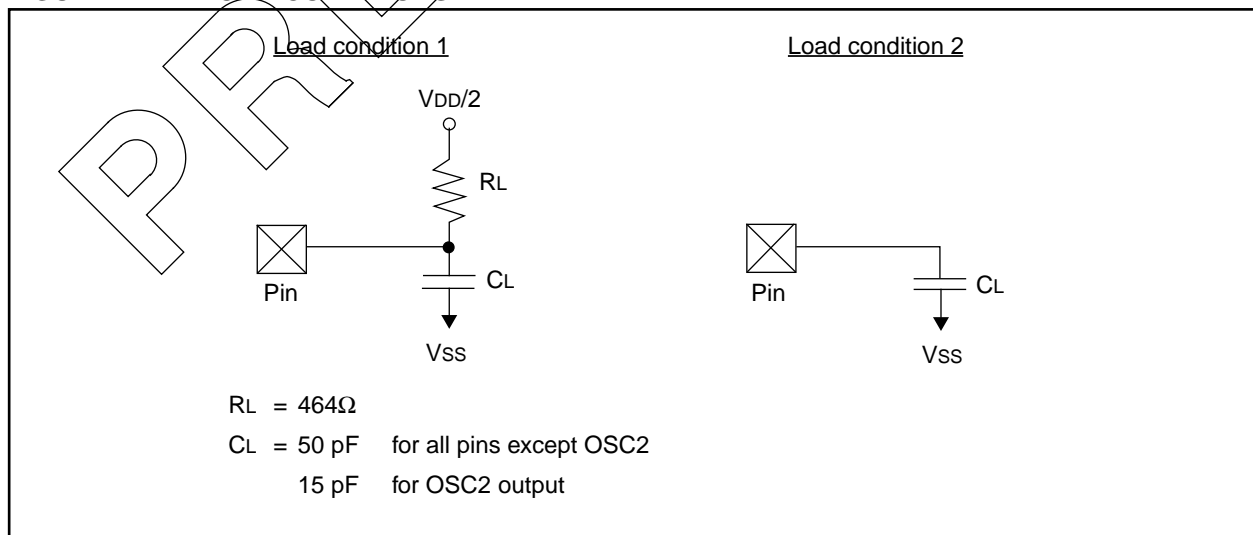 Load condition 1
Load condition 2
VDD/2
RL
CL
Pin
VSS
CL
Pin
VSS
RL = 464Ω
CL = 50 pF for all pins except OSC2
15 pF for OSC2 output
PR